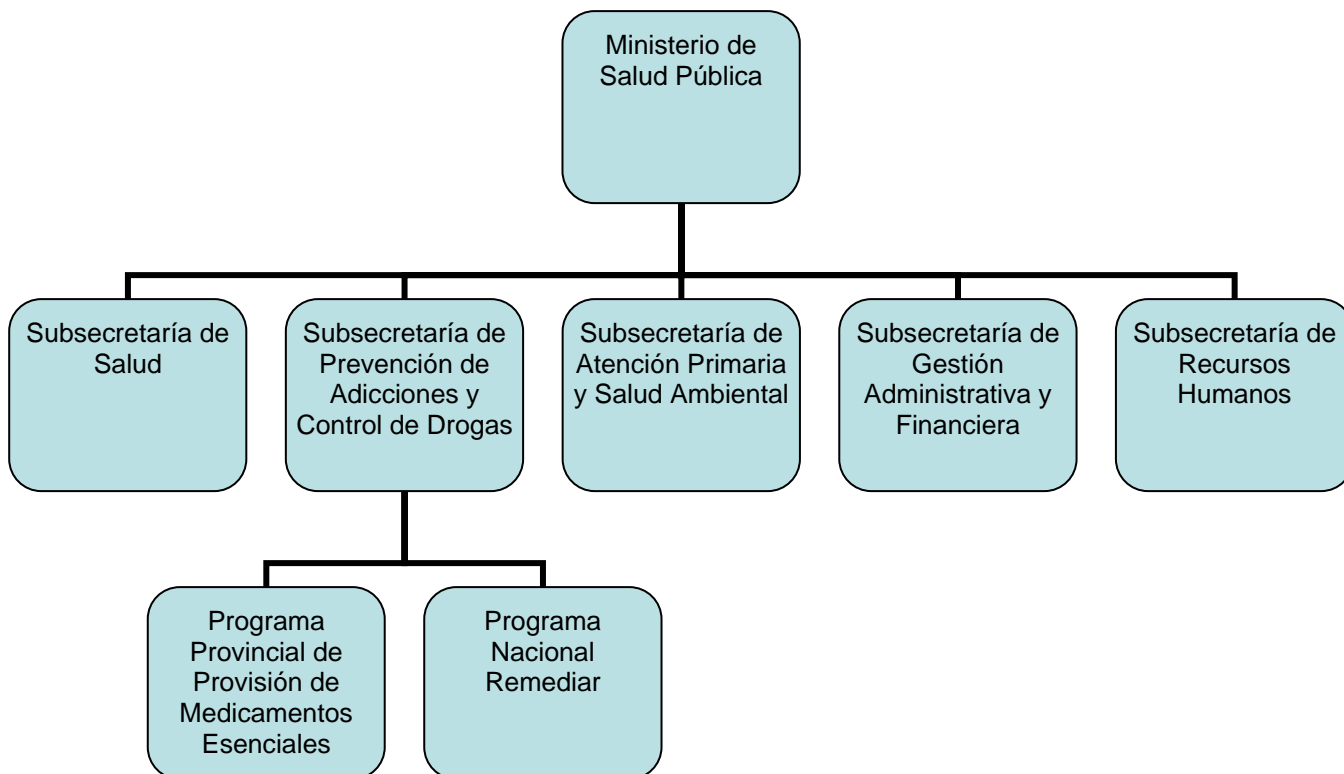 Ministerio de
Salud Pública
Subsecretaría de
Salud
Subsecretaría de
Prevención de
Adicciones y
Control de Drogas
Subsecretaría de
Atención Primaria
y Salud Ambiental
Subsecretaría de
Gestión
Administrativa y
Financiera
Subsecretaría de
Recursos
Humanos
Programa
Provincial de
Provisión de
Medicamentos
Esenciales
Programa
Nacional
Remediar